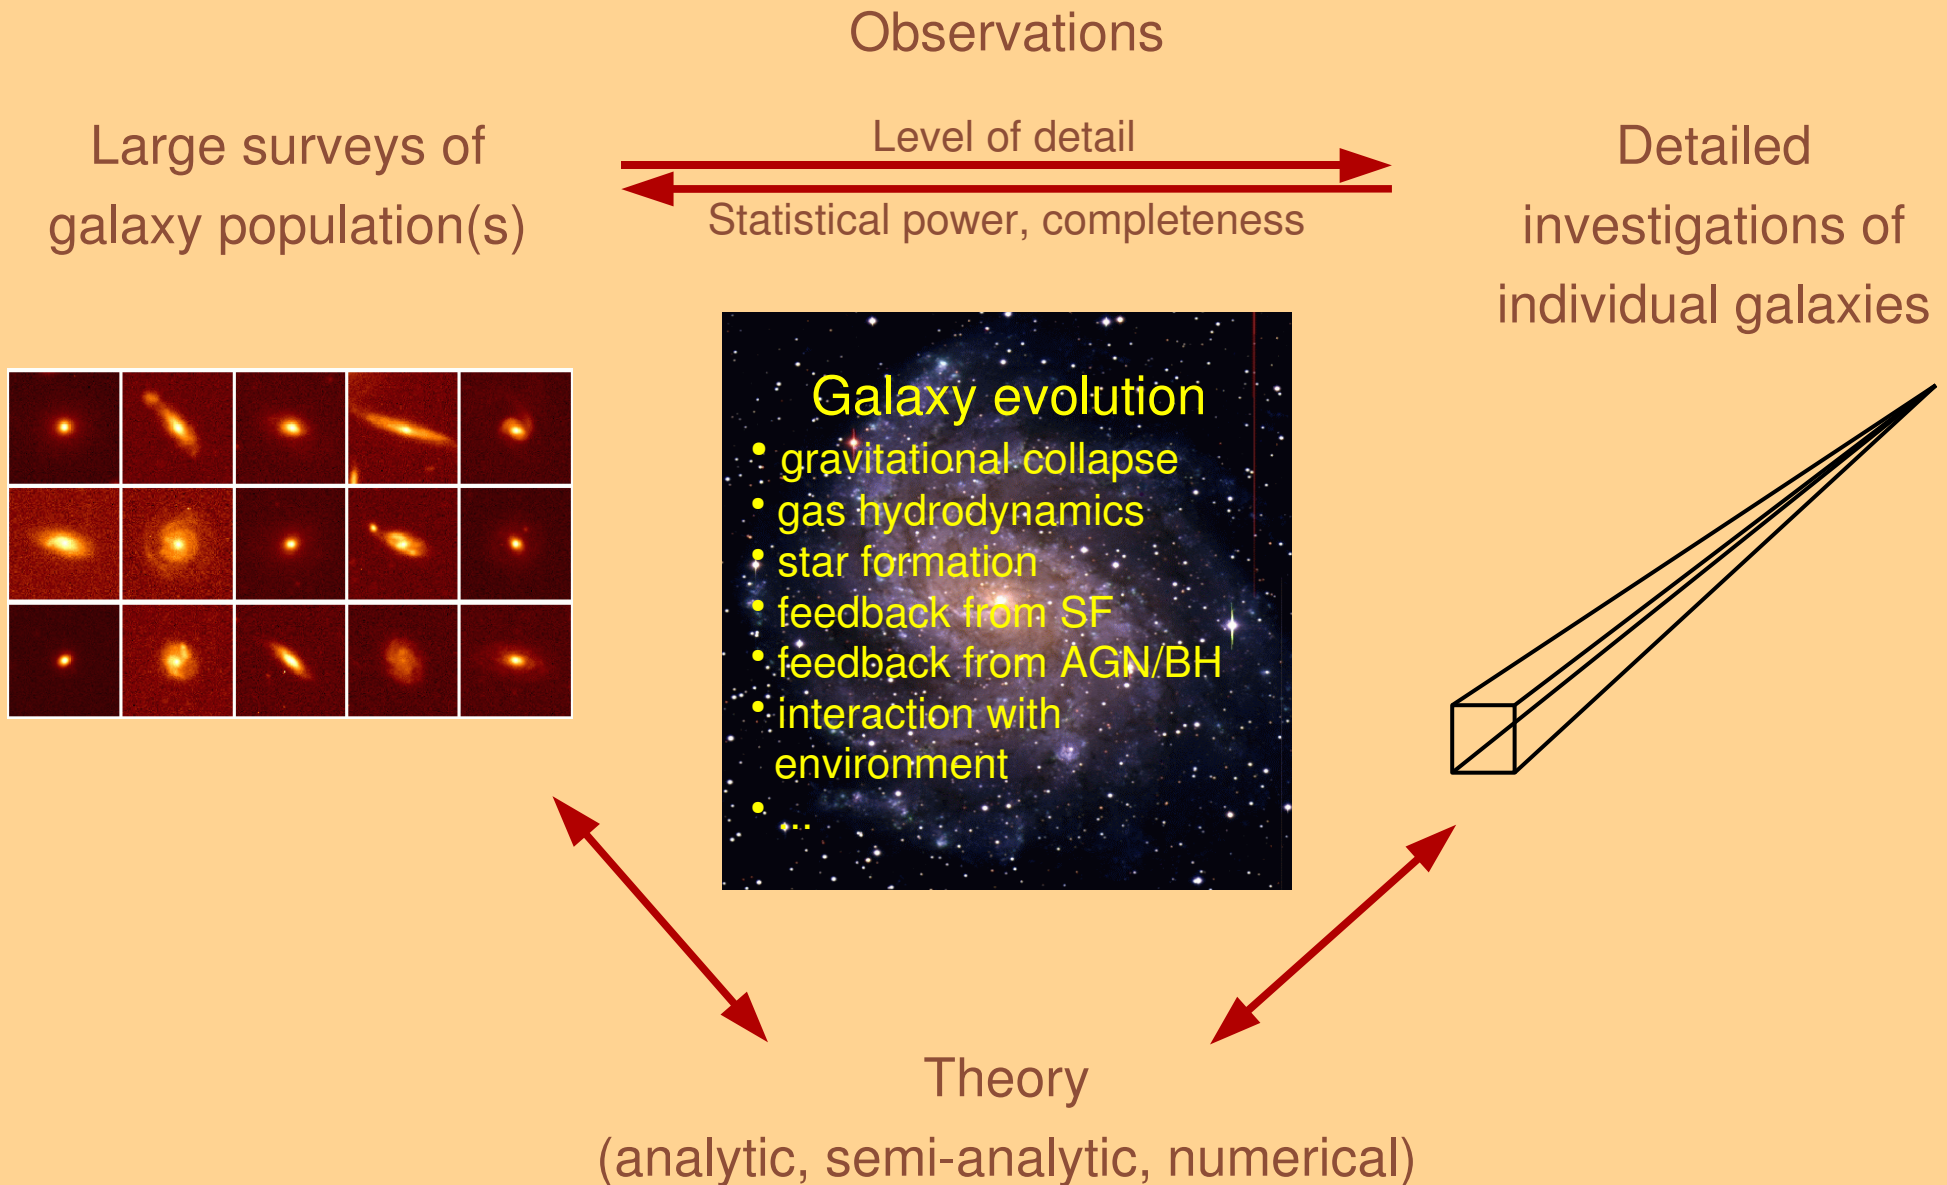 Observations
Large surveys of
galaxy population(s)
Level of detail
Statistical power, completeness
Detailed
investigations of
individual galaxies
Galaxy evolution
• gravitational collapse
• gas hydrodynamics
• star formation
• feedback from SF
• feedback from AGN/BH
• interaction with
environment
• ...
Theory
(analytic, semi-analytic, numerical)